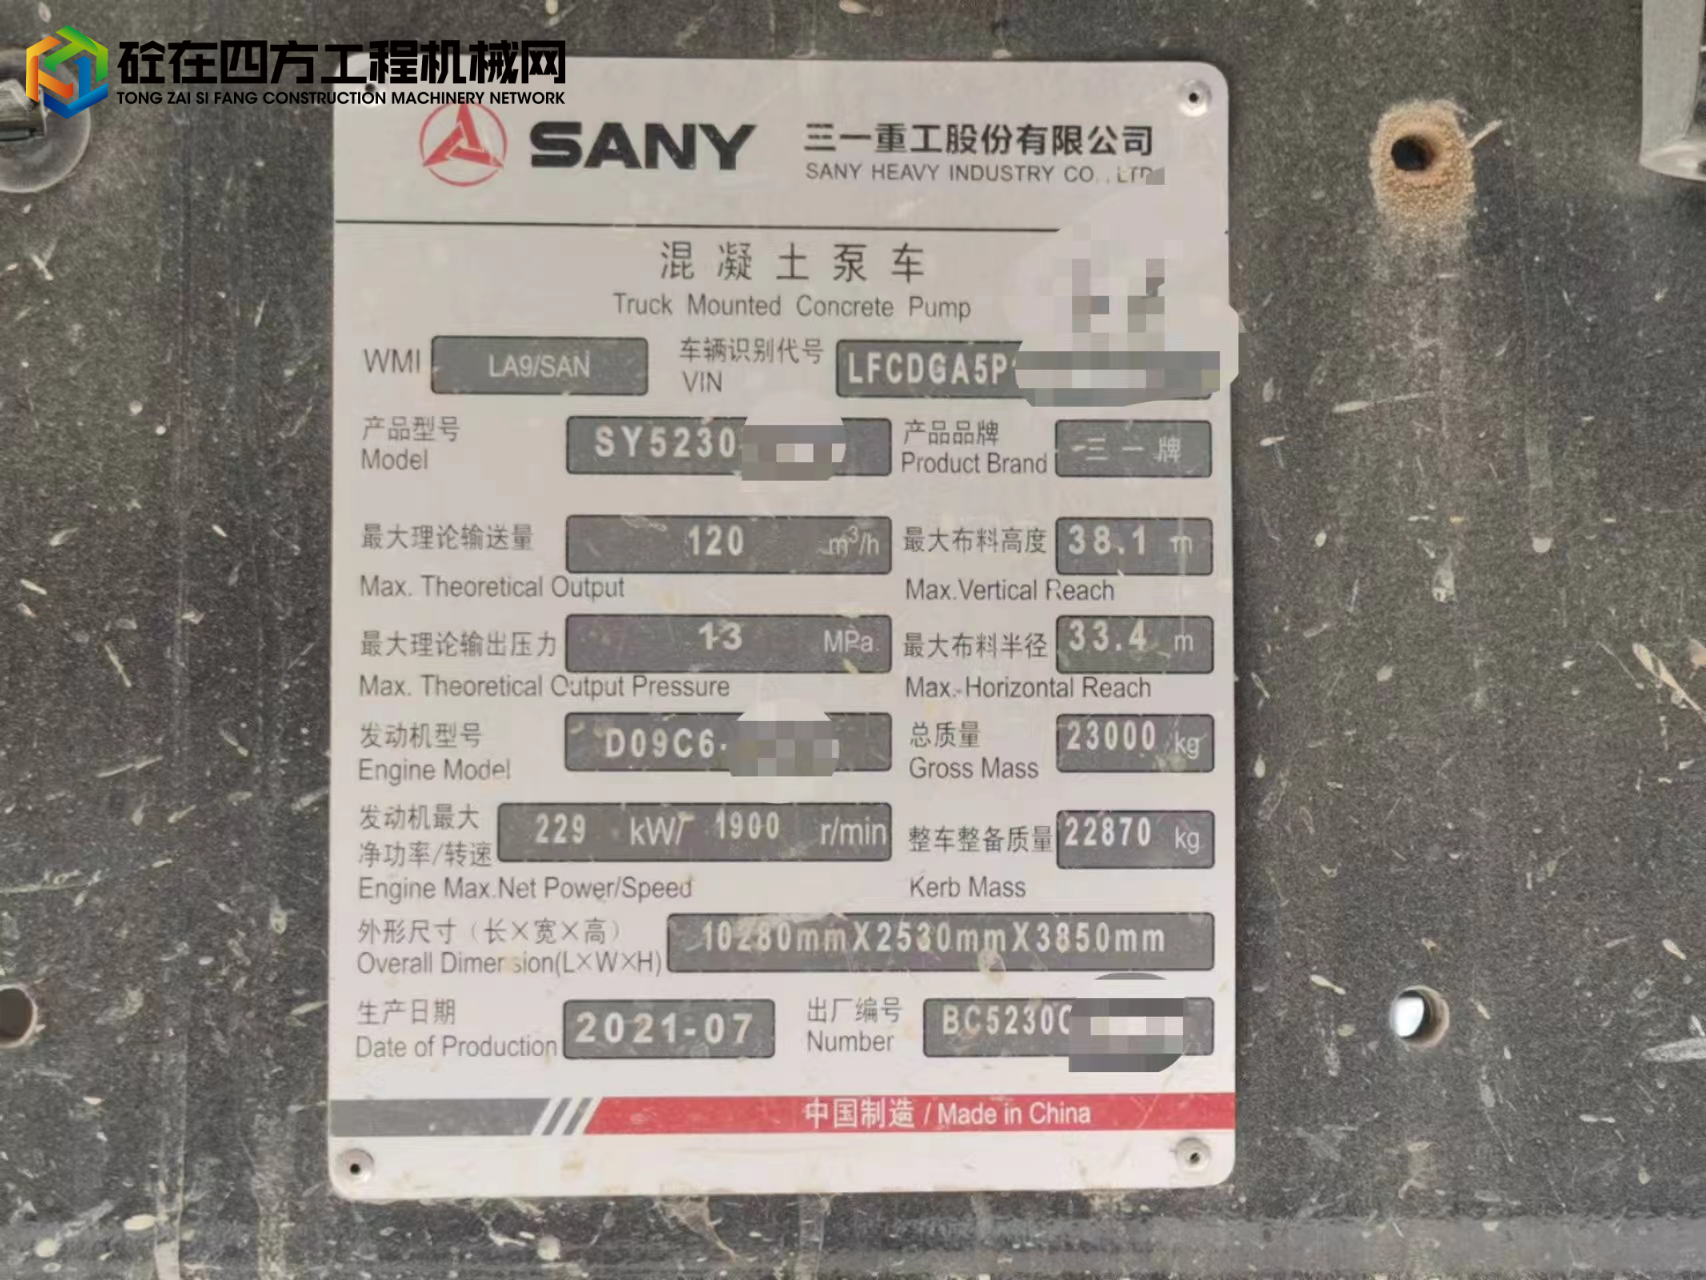 砼在四方工程机械网
TONG ZAI SI FANG CONSTRUCTION MACHINERY NETWORK
SANY 三一重工股份有限公司
SANY HEAVY INDUSTRY CO., LTD
混凝土泵车
Truck Mounted Concrete Pump
WMI LA9/SAN 车辆识别代号 LFCDGA5P
VIN
产品型号 SY5230 产品品牌 三一牌
Model Product Brand
最大理论输送量 120 m³/h 最大布料高度 38.1 m
Max. Theoretical Output Max.Vertical Reach
最大理论输出压力 13 MPa 最大布料半径 33.4 m
Max. Theoretical Output Pressure Max. Horizontal Reach
发动机型号 D09C6- 总质量 23000 kg
Engine Model Gross Mass
发动机最大 229 kW/ 1900 r/min 整车整备质量 22870 kg
净功率/转速
Engine Max.Net Power/Speed Kerb Mass
外形尺寸（长×宽×高） 10280mmX2530mmX3850mm
Overall Dimension(L×W×H)
生产日期 2021-07 出厂编号 BC5230
Date of Production Number
中国制造 / Made in China